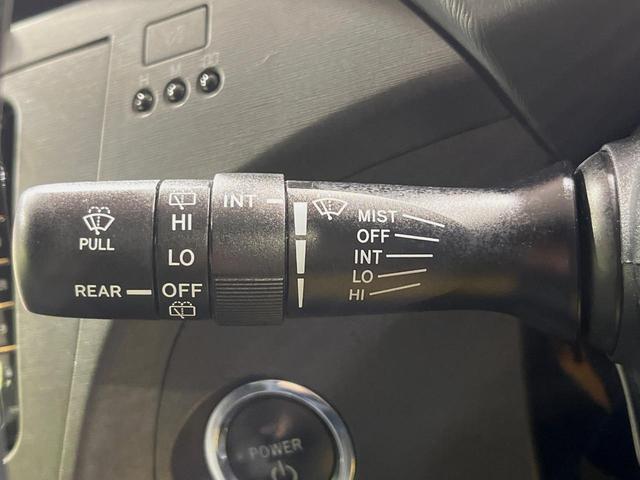 H M
PULL
REAR
HI
LO
OFF
INT
MIST
OFF
INT
LO
HI
POWER